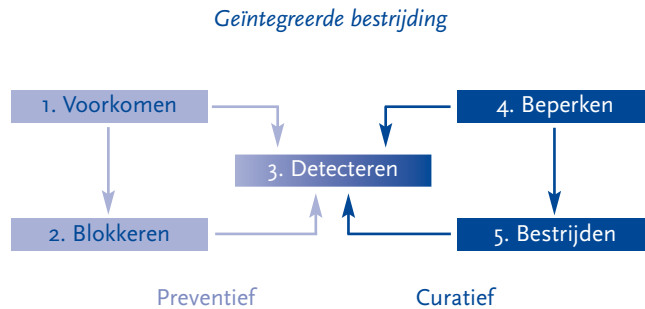 Geïntegreerde bestrijding
1. Voorkomen
4. Beperken
3. Detecteren
2. Blokkeren
5. Bestrijden
Preventief
Curatief